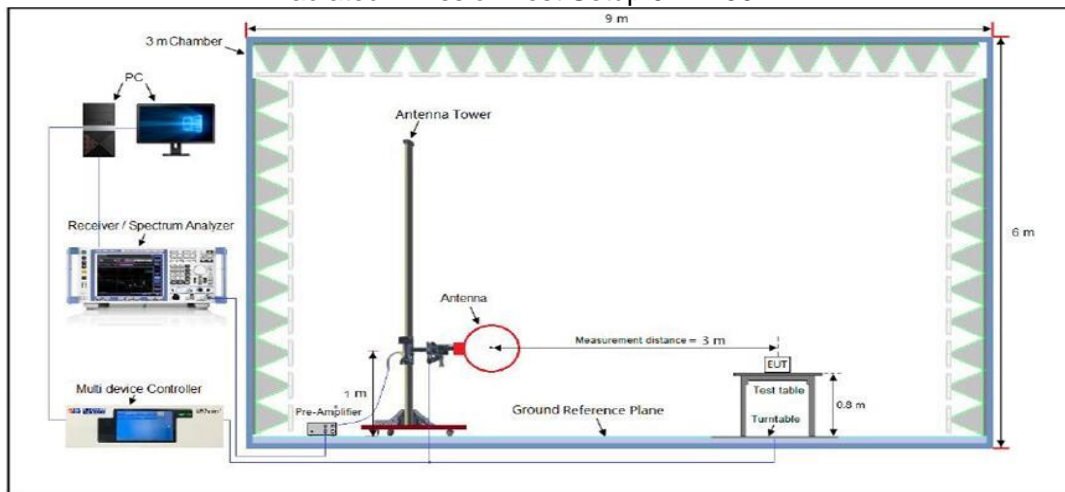 9 m
3 m Chamber
PC
Antenna Tower
Receiver / Spectrum Analyzer
6 m
Antenna
Measurement distance = 3 m
EUT
Multi device Controller
1 m
Test table
0.8 m
Pre-Amplifier
Ground Reference Plane
Turntable